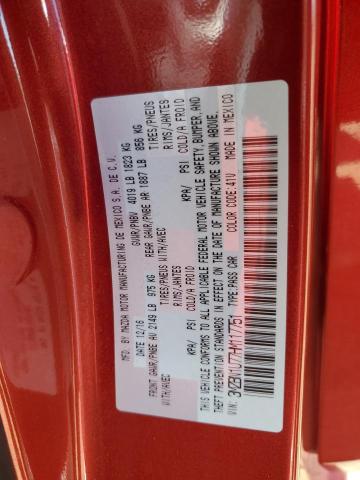 MFD. BY MAZDA MOTOR MANUFACTURING DE MEXICO S.A. DE C.V.
DATE: 12/16 GVWR/PNBV 4019 LB 1823 KG
FRONT GAWR/PNBE AV 2149 LB 975 KG REAR GAWR/PNBE AR 1887 LB 856 KG
WITH/AVEC TIRES/PNEUS WITH/AVEC TIRES/PNEUS
RIMS/JANTES RIMS/JANTES
KPA/ PSI COLD/A FROID KPA/ PSI COLD/A FROID
THIS VEHICLE CONFORMS TO ALL APPLICABLE FEDERAL MOTOR VEHICLE SAFETY, BUMPER, AND
THEFT PREVENTION STANDARDS IN EFFECT ON THE DATE OF MANUFACTURE SHOWN ABOVE.
VIN: 3MZBN1U77HM117751 TYPE:PASS CAR COLOR CODE:41V MADE IN MEXICO